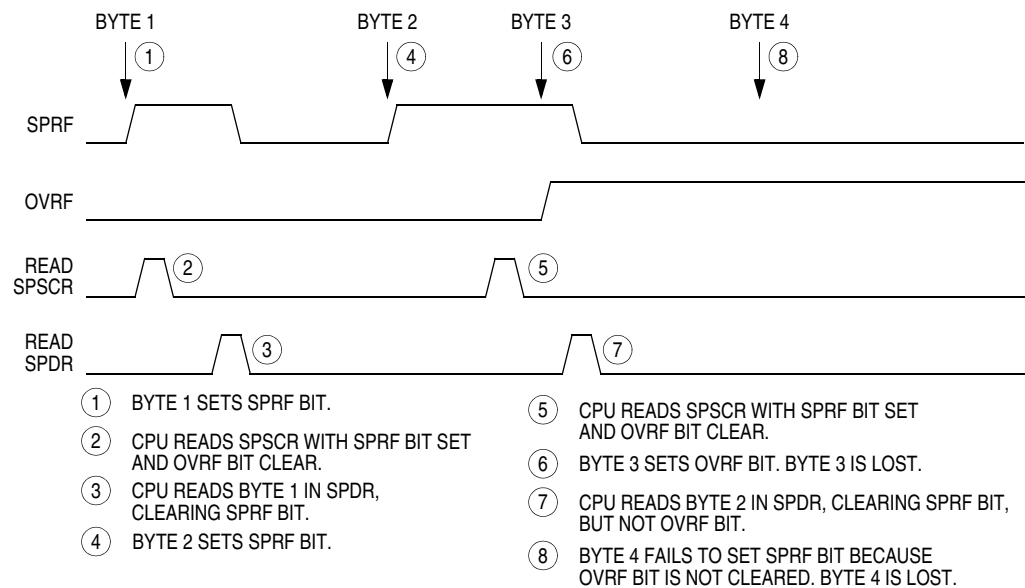 BYTE 1 BYTE 2 BYTE 3 BYTE 4
1 4 6 8
SPRF
OVRF
READ
SPSCR
2 5
READ
SPDR
3 7
1 BYTE 1 SETS SPRF BIT.
2 CPU READS SPSCR WITH SPRF BIT SET
AND OVRF BIT CLEAR.
3 CPU READS BYTE 1 IN SPDR,
CLEARING SPRF BIT.
4 BYTE 2 SETS SPRF BIT.
5 CPU READS SPSCR WITH SPRF BIT SET
AND OVRF BIT CLEAR.
6 BYTE 3 SETS OVRF BIT. BYTE 3 IS LOST.
7 CPU READS BYTE 2 IN SPDR, CLEARING SPRF BIT,
BUT NOT OVRF BIT.
8 BYTE 4 FAILS TO SET SPRF BIT BECAUSE
OVRF BIT IS NOT CLEARED. BYTE 4 IS LOST.